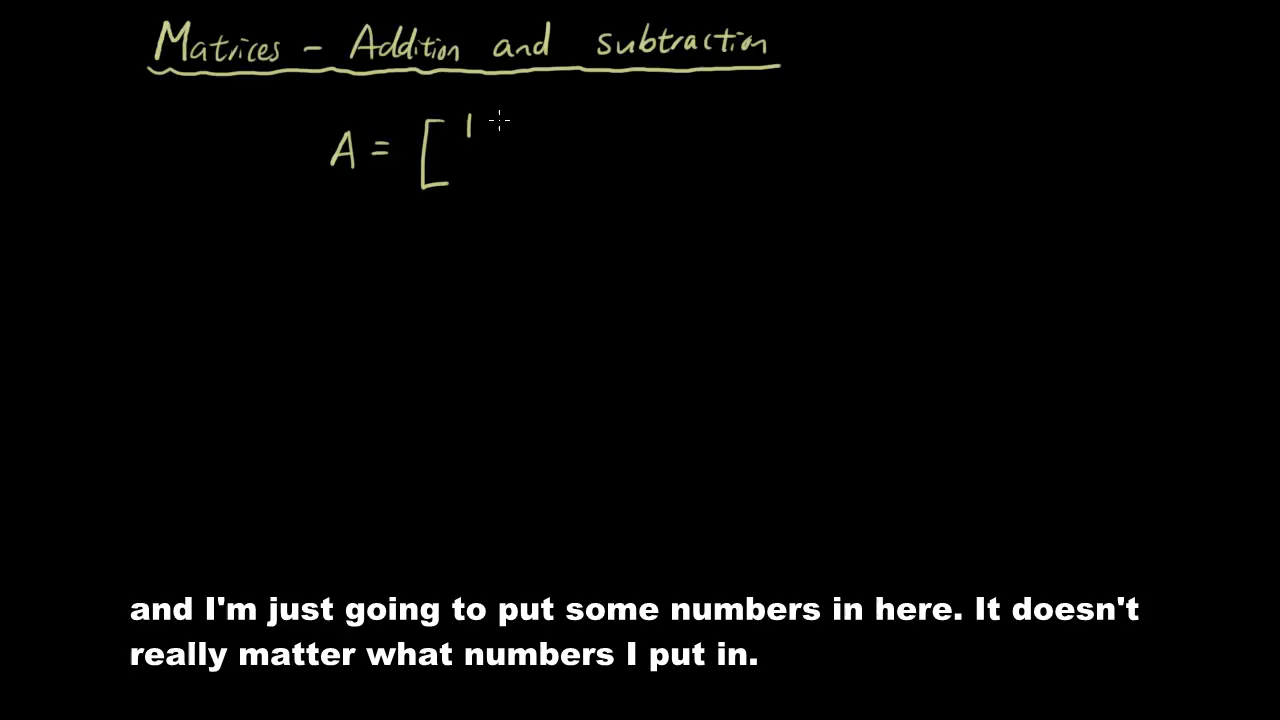 Matrices - Addition and subtraction
A = [ 1
and I'm just going to put some numbers in here. It doesn't
really matter what numbers I put in.